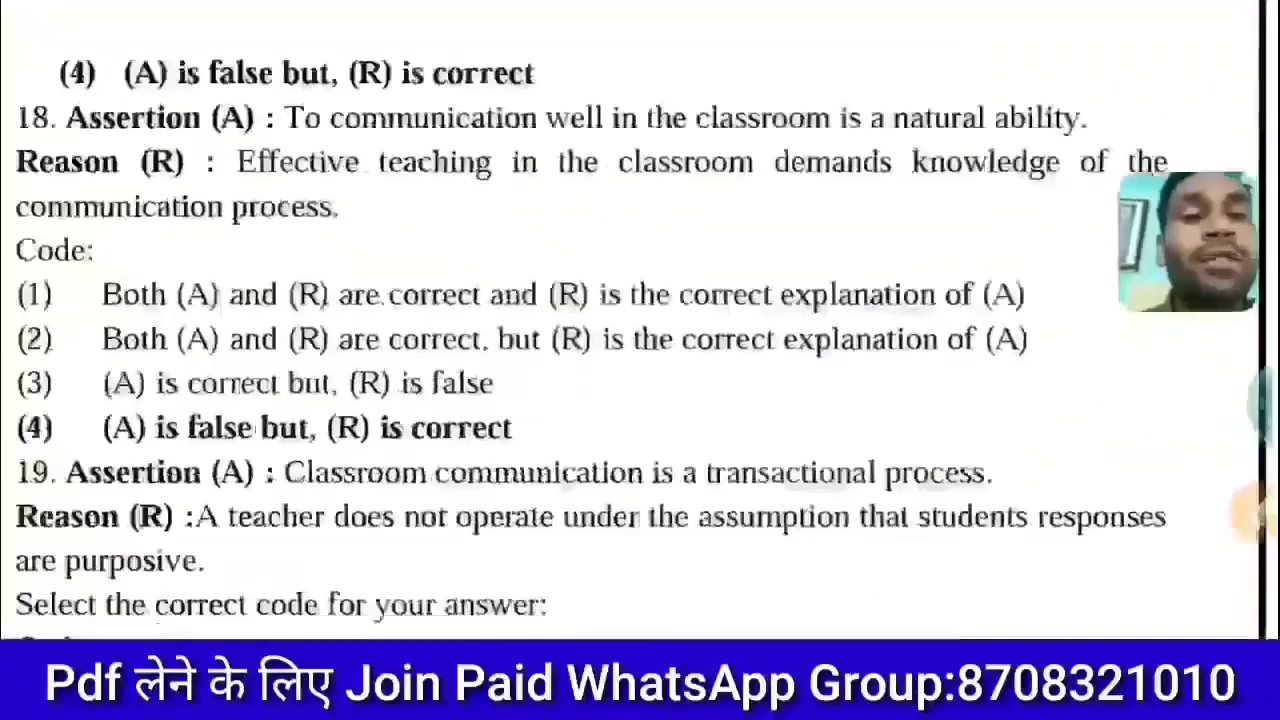 (4) (A) is false but, (R) is correct
18. Assertion (A) : To communication well in the classroom is a natural ability.
Reason (R) : Effective teaching in the classroom demands knowledge of the
communication process.
Code:
(1) Both (A) and (R) are correct and (R) is the correct explanation of (A)
(2) Both (A) and (R) are correct, but (R) is the correct explanation of (A)
(3) (A) is correct but, (R) is false
(4) (A) is false but, (R) is correct
19. Assertion (A) : Classroom communication is a transactional process.
Reason (R) :A teacher does not operate under the assumption that students responses
are purposive.
Select the correct code for your answer:
Pdf लेने के लिए Join Paid WhatsApp Group:8708321010